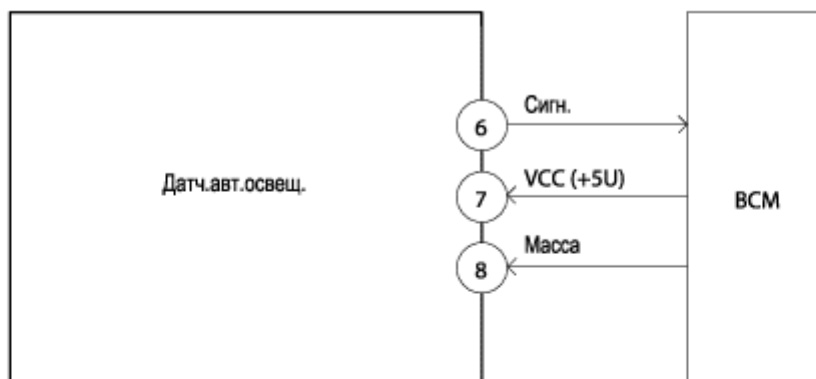 Сигн.
6
Датч.авт.освещ.
VCC (+5U)
7
BCM
Масса
8